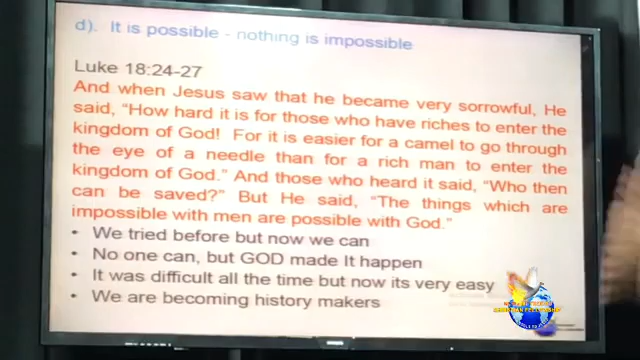 d). It is possible - nothing is impossible
Luke 18:24-27
And when Jesus saw that he became very sorrowful, He
said, “How hard it is for those who have riches to enter the
kingdom of God! For it is easier for a camel to go through
the eye of a needle than for a rich man to enter the
kingdom of God.” And those who heard it said, “Who then
can be saved?” But He said, “The things which are
impossible with men are possible with God.”
• We tried before but now we can
• No one can, but GOD made It happen
• It was difficult all the time but now its very easy
• We are becoming history makers